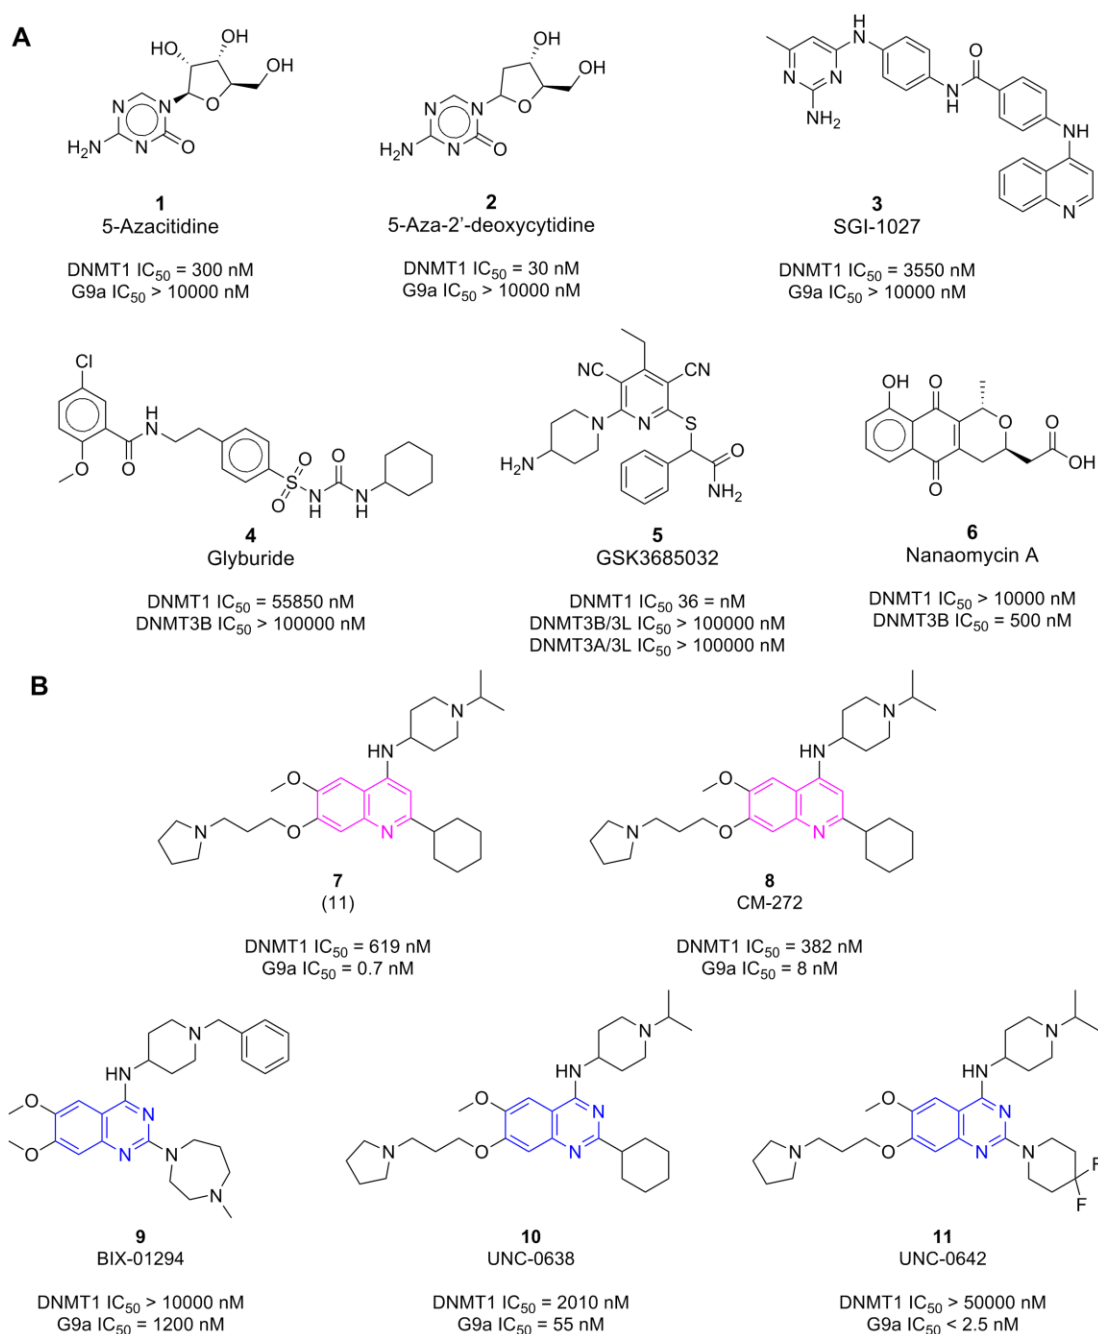 A
1
5-Azacitidine
DNMT1 IC50 = 300 nM
G9a IC50 > 10000 nM
2
5-Aza-2'-deoxycytidine
DNMT1 IC50 = 30 nM
G9a IC50 > 10000 nM
3
SGI-1027
DNMT1 IC50 = 3550 nM
G9a IC50 > 10000 nM
4
Glyburide
DNMT1 IC50 = 55850 nM
DNMT3B IC50 > 100000 nM
5
GSK3685032
DNMT1 IC50 36 = nM
DNMT3B/3L IC50 > 100000 nM
DNMT3A/3L IC50 > 100000 nM
6
Nanaomycin A
DNMT1 IC50 > 10000 nM
DNMT3B IC50 = 500 nM
B
7
(11)
DNMT1 IC50 = 619 nM
G9a IC50 = 0.7 nM
8
CM-272
DNMT1 IC50 = 382 nM
G9a IC50 = 8 nM
9
BIX-01294
DNMT1 IC50 > 10000 nM
G9a IC50 = 1200 nM
10
UNC-0638
DNMT1 IC50 = 2010 nM
G9a IC50 = 55 nM
11
UNC-0642
DNMT1 IC50 > 50000 nM
G9a IC50 < 2.5 nM